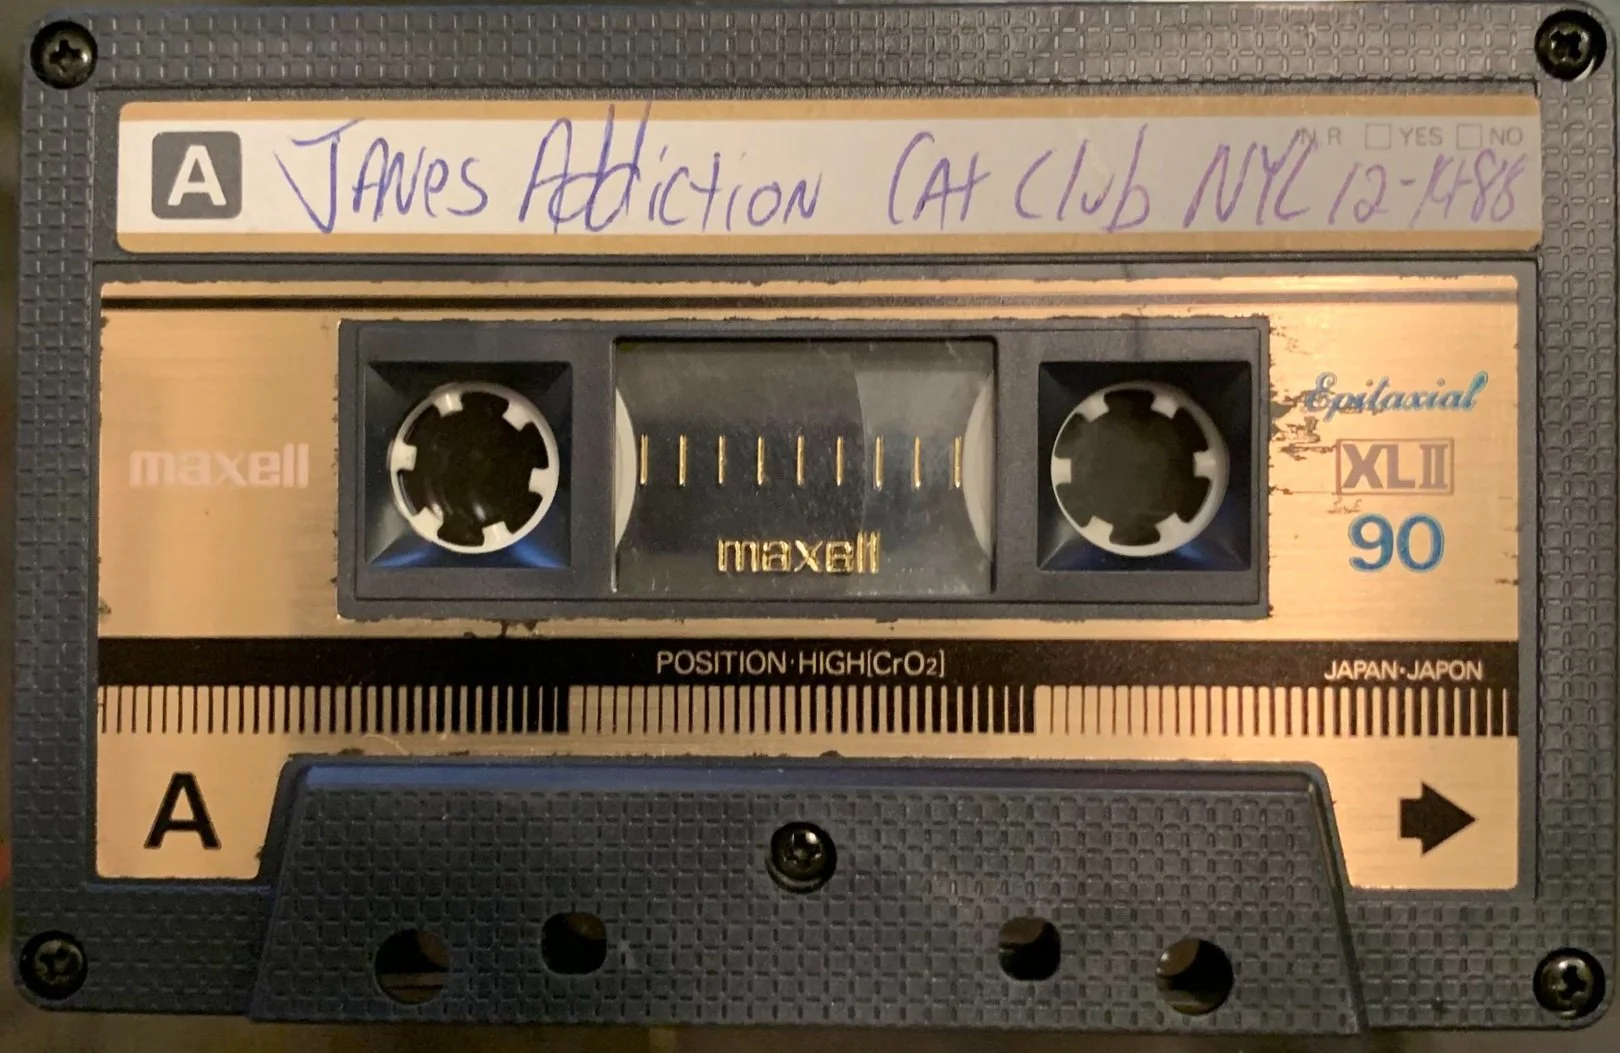 A JANes Addiction CAt Club NYC 12-14-88
N.R □ YES □ NO
Epitaxial
maxell
XLII
90
maxell
POSITION·HIGH[CrO2]
JAPAN·JAPON
A